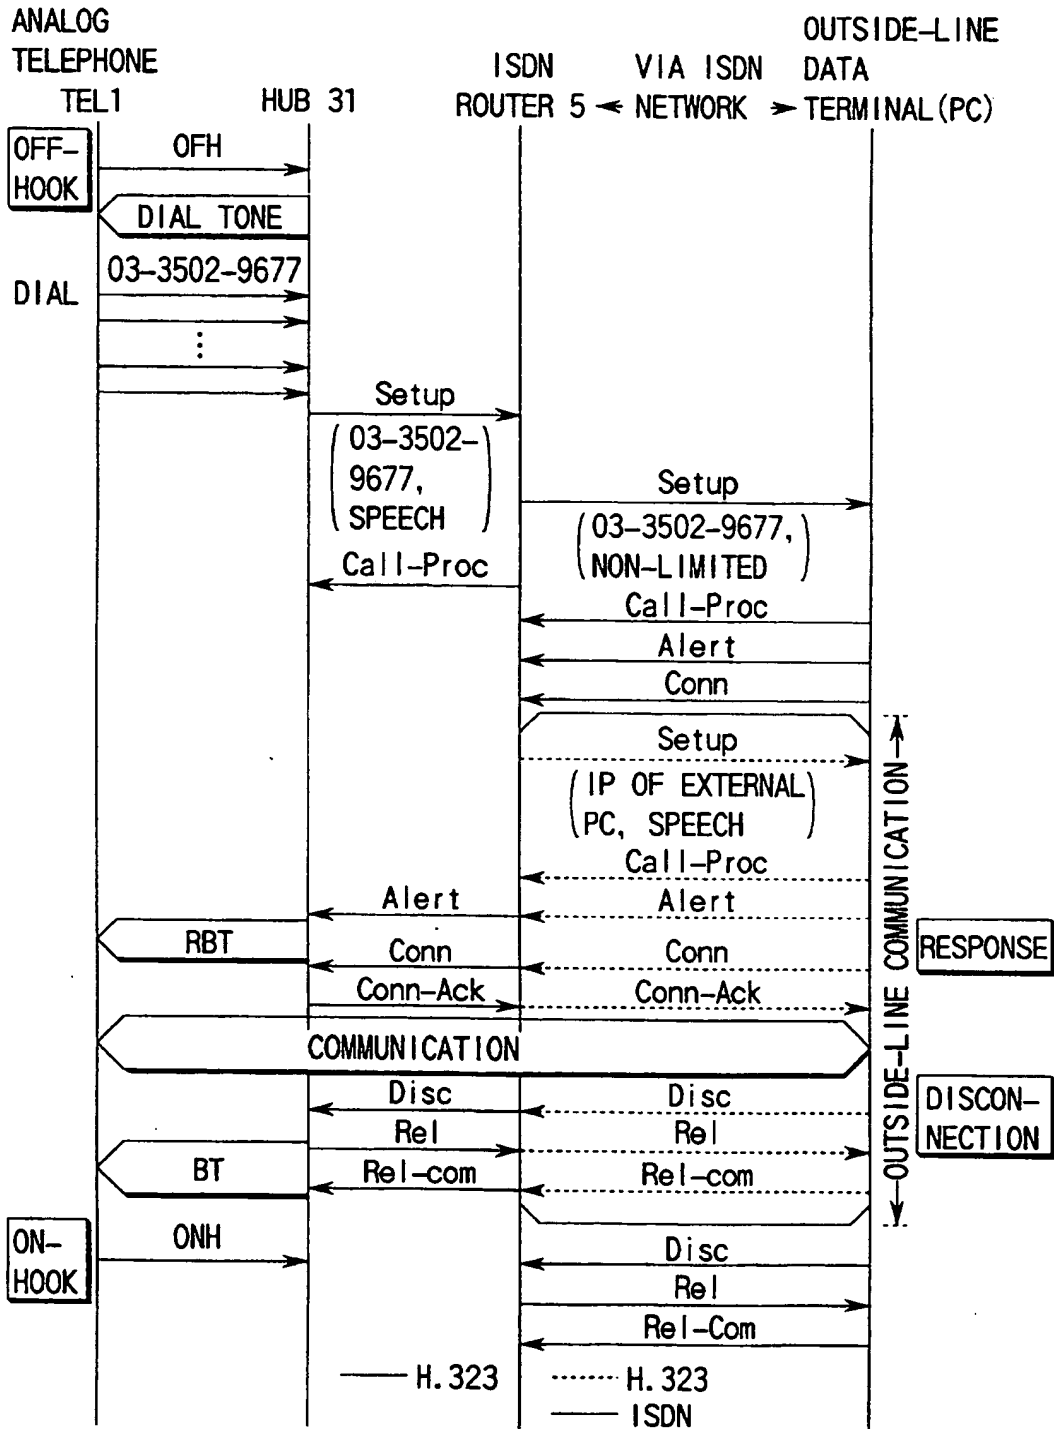 ANALOG
TELEPHONE
TEL1
HUB 31
ISDN
ROUTER 5
VIA ISDN
NETWORK
OUTSIDE-LINE
DATA
TERMINAL(PC)
OFF-
HOOK
OFH
DIAL TONE
DIAL
03-3502-9677
Setup
03-3502-
9677,
SPEECH
Setup
03-3502-9677,
NON-LIMITED
Call-Proc
Call-Proc
Alert
Conn
Setup
IP OF EXTERNAL
PC, SPEECH
Call-Proc
Alert
Alert
RBT
Conn
Conn
RESPONSE
Conn-Ack
Conn-Ack
COMMUNICATION
OUTSIDE-LINE COMMUNICATION
Disc
Disc
DISCON-
NECTION
Rel
Rel
BT
Rel-com
Rel-com
ON-
HOOK
ONH
Disc
Rel
Rel-Com
H.323
H.323
ISDN